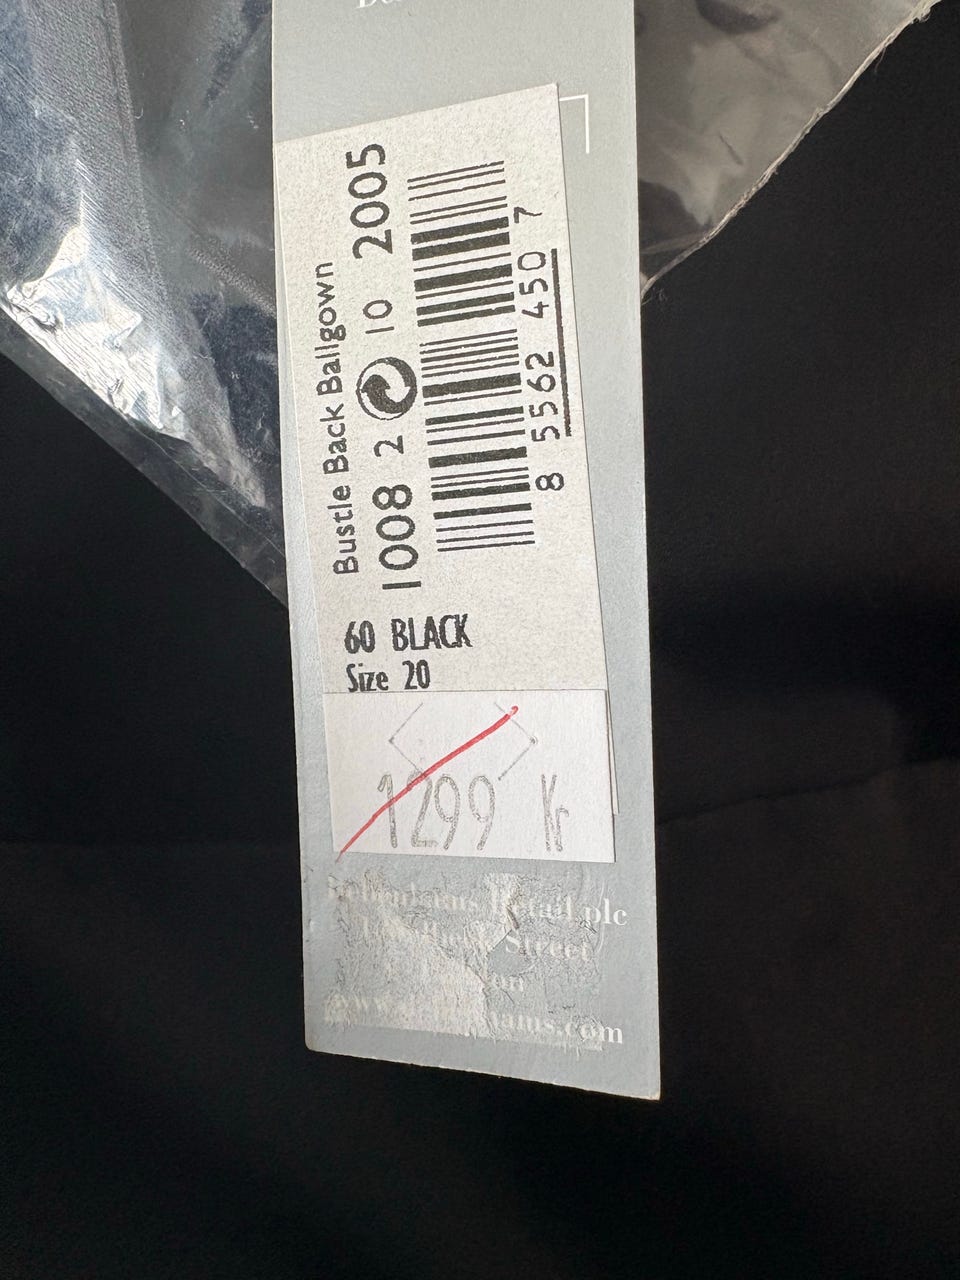 Bustle Back Ballgown
1008 2 10 2005
8 5562 450 7
60 BLACK
Size 20
1299 Kr
Retail plc
Street